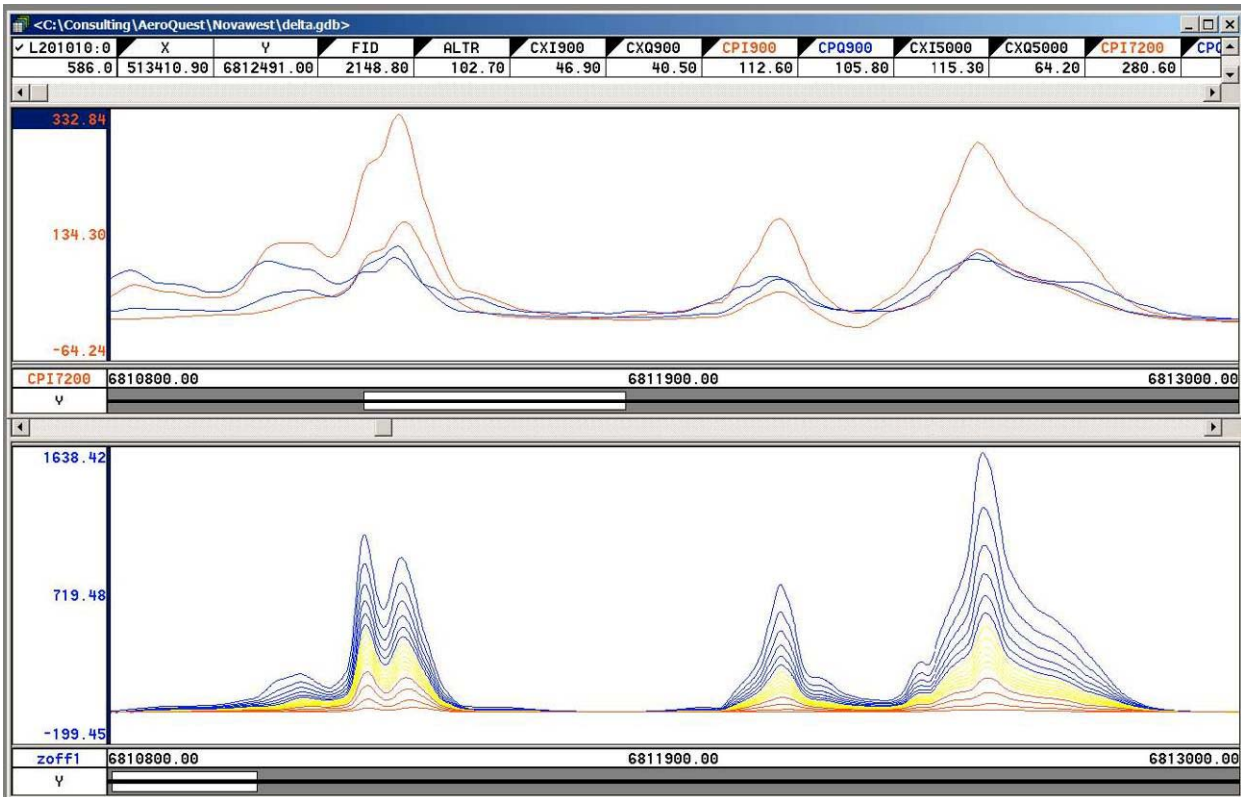 <C:\Consulting\AeroQuest\Novawest\delta.gdb>
✓ L201010:0 X Y FID ALTR CXI900 CXQ900 CPI900 CPQ900 CXI5000 CXQ5000 CPI7200
586.0 513410.90 6812491.00 2148.80 102.70 46.90 40.50 112.60 105.80 115.30 64.20 280.60
332.84
134.30
-64.24
CPI7200 6810800.00 6811900.00 6813000.00
Y
1638.42
719.48
-199.45
zoff1 6810800.00 6811900.00 6813000.00
Y